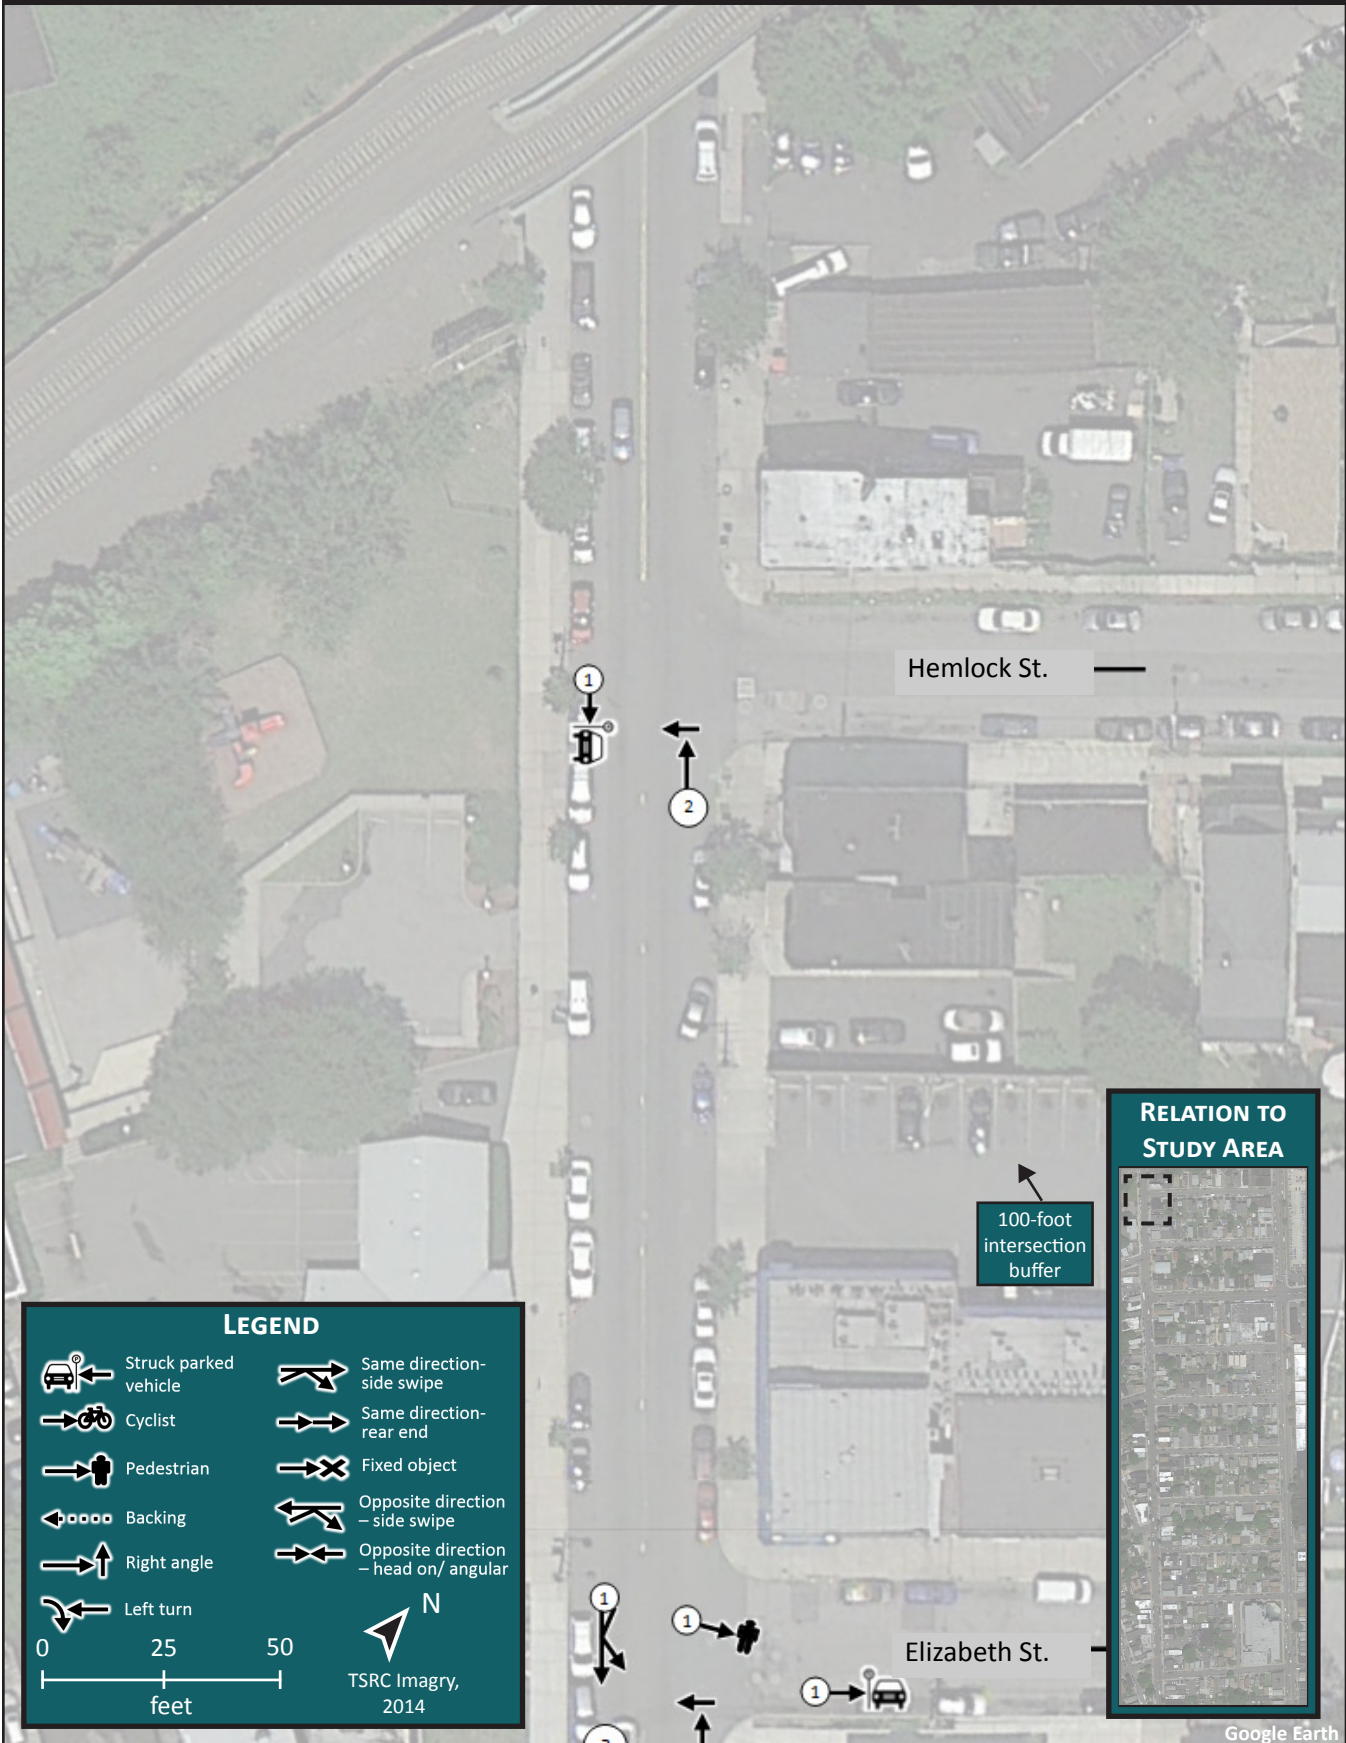 1
Hemlock St.
2
RELATION TO
STUDY AREA
100-foot
intersection
buffer
LEGEND
Struck parked
vehicle
Cyclist
Pedestrian
Backing
Right angle
Left turn
Same direction-
side swipe
Same direction-
rear end
Fixed object
Opposite direction
– side swipe
Opposite direction
– head on/ angular
N
0 25 50
feet
TSRC Imagry,
2014
1
1
Elizabeth St.
1
Google Earth